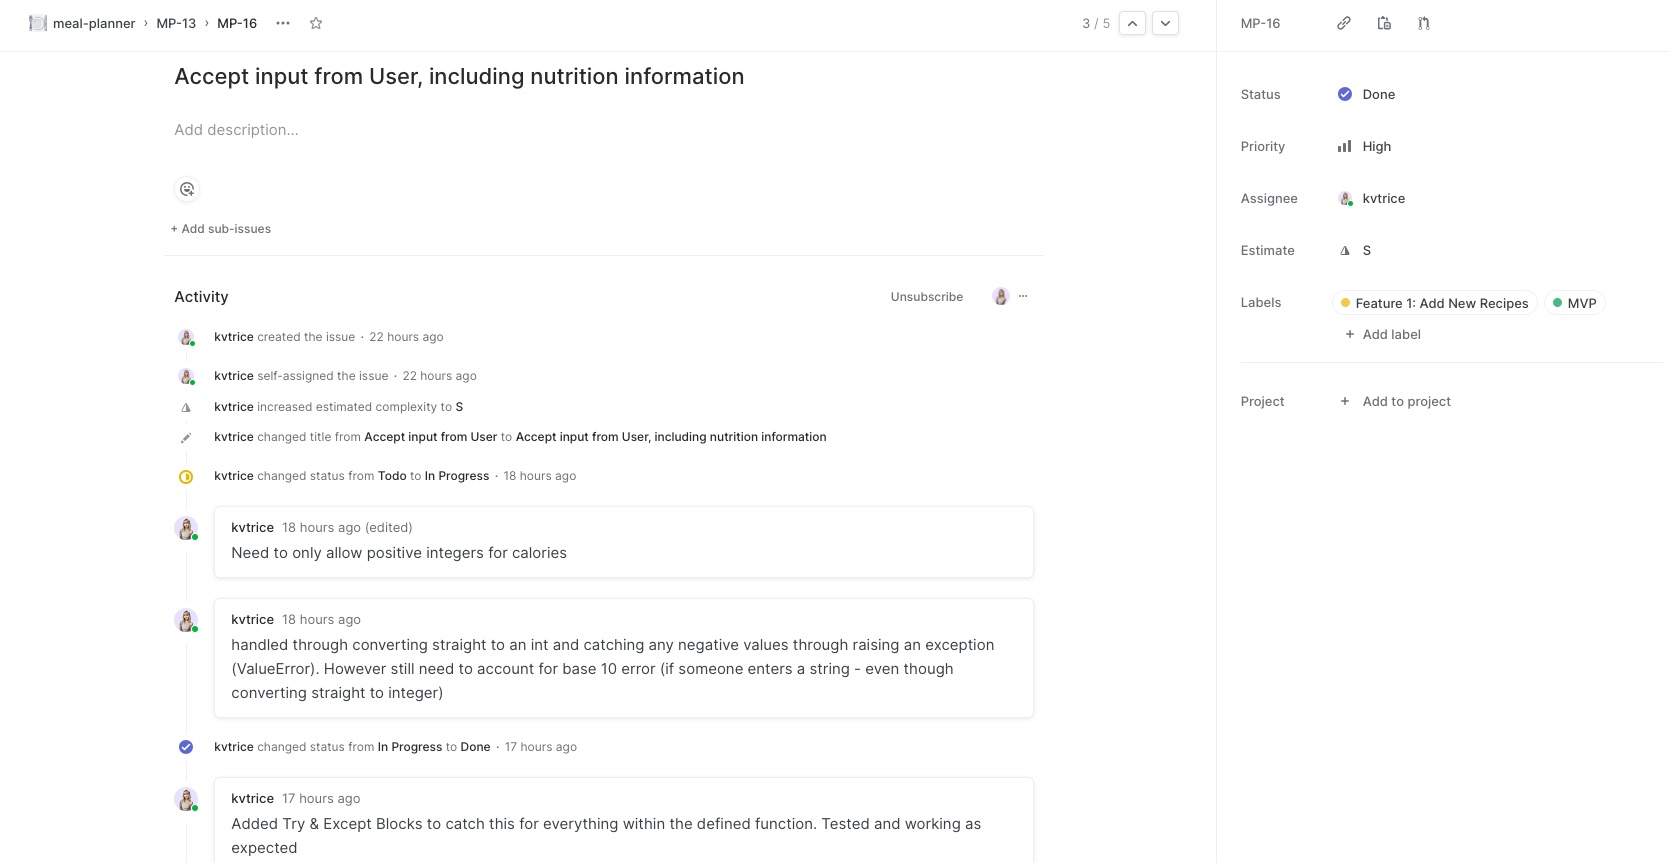 meal-planner › MP-13 › MP-16 ···
3 / 5
MP-16
Accept input from User, including nutrition information
Add description...
+ Add sub-issues
Activity
Unsubscribe ···
kvtrice created the issue · 22 hours ago
kvtrice self-assigned the issue · 22 hours ago
kvtrice increased estimated complexity to S
kvtrice changed title from Accept input from User to Accept input from User, including nutrition information
kvtrice changed status from Todo to In Progress · 18 hours ago
kvtrice 18 hours ago (edited)
Need to only allow positive integers for calories
kvtrice 18 hours ago
handled through converting straight to an int and catching any negative values through raising an exception
(ValueError). However still need to account for base 10 error (if someone enters a string - even though
converting straight to integer)
kvtrice changed status from In Progress to Done · 17 hours ago
kvtrice 17 hours ago
Added Try & Except Blocks to catch this for everything within the defined function. Tested and working as
expected
Status Done
Priority High
Assignee kvtrice
Estimate S
Labels Feature 1: Add New Recipes MVP
+ Add label
Project + Add to project